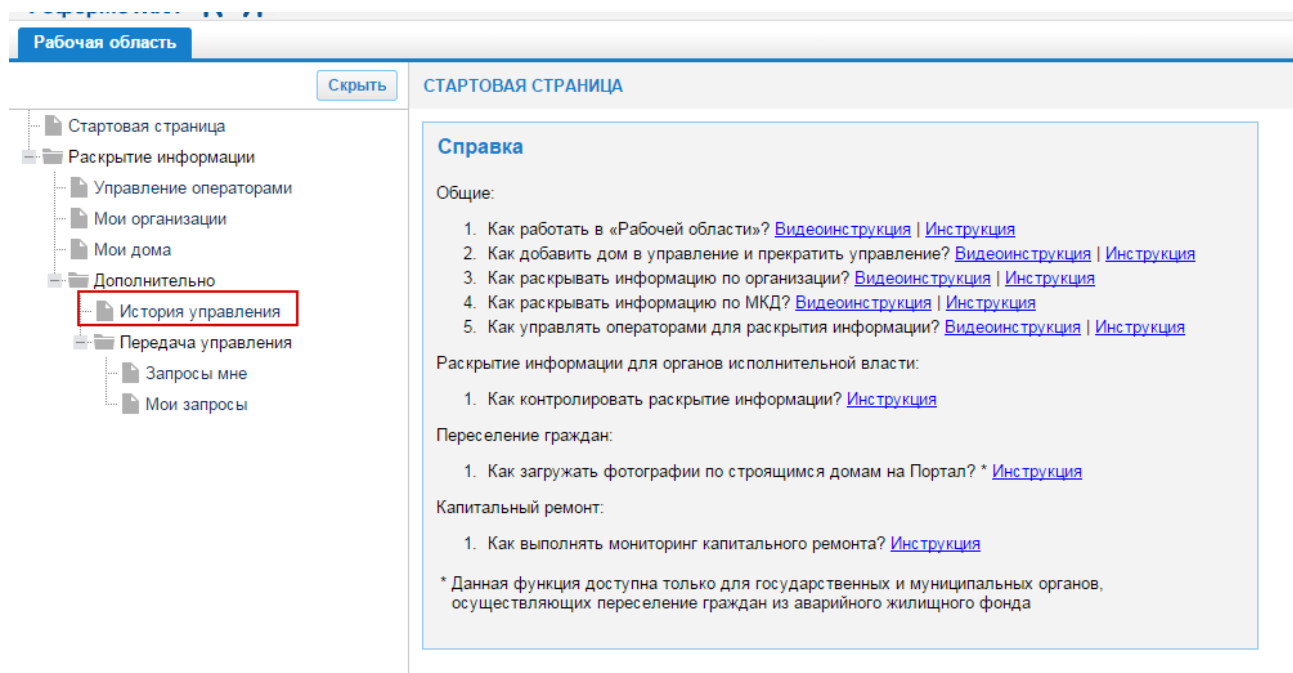 Рабочая область
Скрыть
СТАРТОВАЯ СТРАНИЦА
Стартовая страница
Раскрытие информации
Управление операторами
Мои организации
Мои дома
Дополнительно
История управления
Передача управления
Запросы мне
Мои запросы
Справка
Общие:
1. Как работать в «Рабочей области»? Видеоинструкция | Инструкция
2. Как добавить дом в управление и прекратить управление? Видеоинструкция | Инструкция
3. Как раскрывать информацию по организации? Видеоинструкция | Инструкция
4. Как раскрывать информацию по МКД? Видеоинструкция | Инструкция
5. Как управлять операторами для раскрытия информации? Видеоинструкция | Инструкция
Раскрытие информации для органов исполнительной власти:
1. Как контролировать раскрытие информации? Инструкция
Переселение граждан:
1. Как загружать фотографии по строящимся домам на Портал? * Инструкция
Капитальный ремонт:
1. Как выполнять мониторинг капитального ремонта? Инструкция
* Данная функция доступна только для государственных и муниципальных органов,
осуществляющих переселение граждан из аварийного жилищного фонда